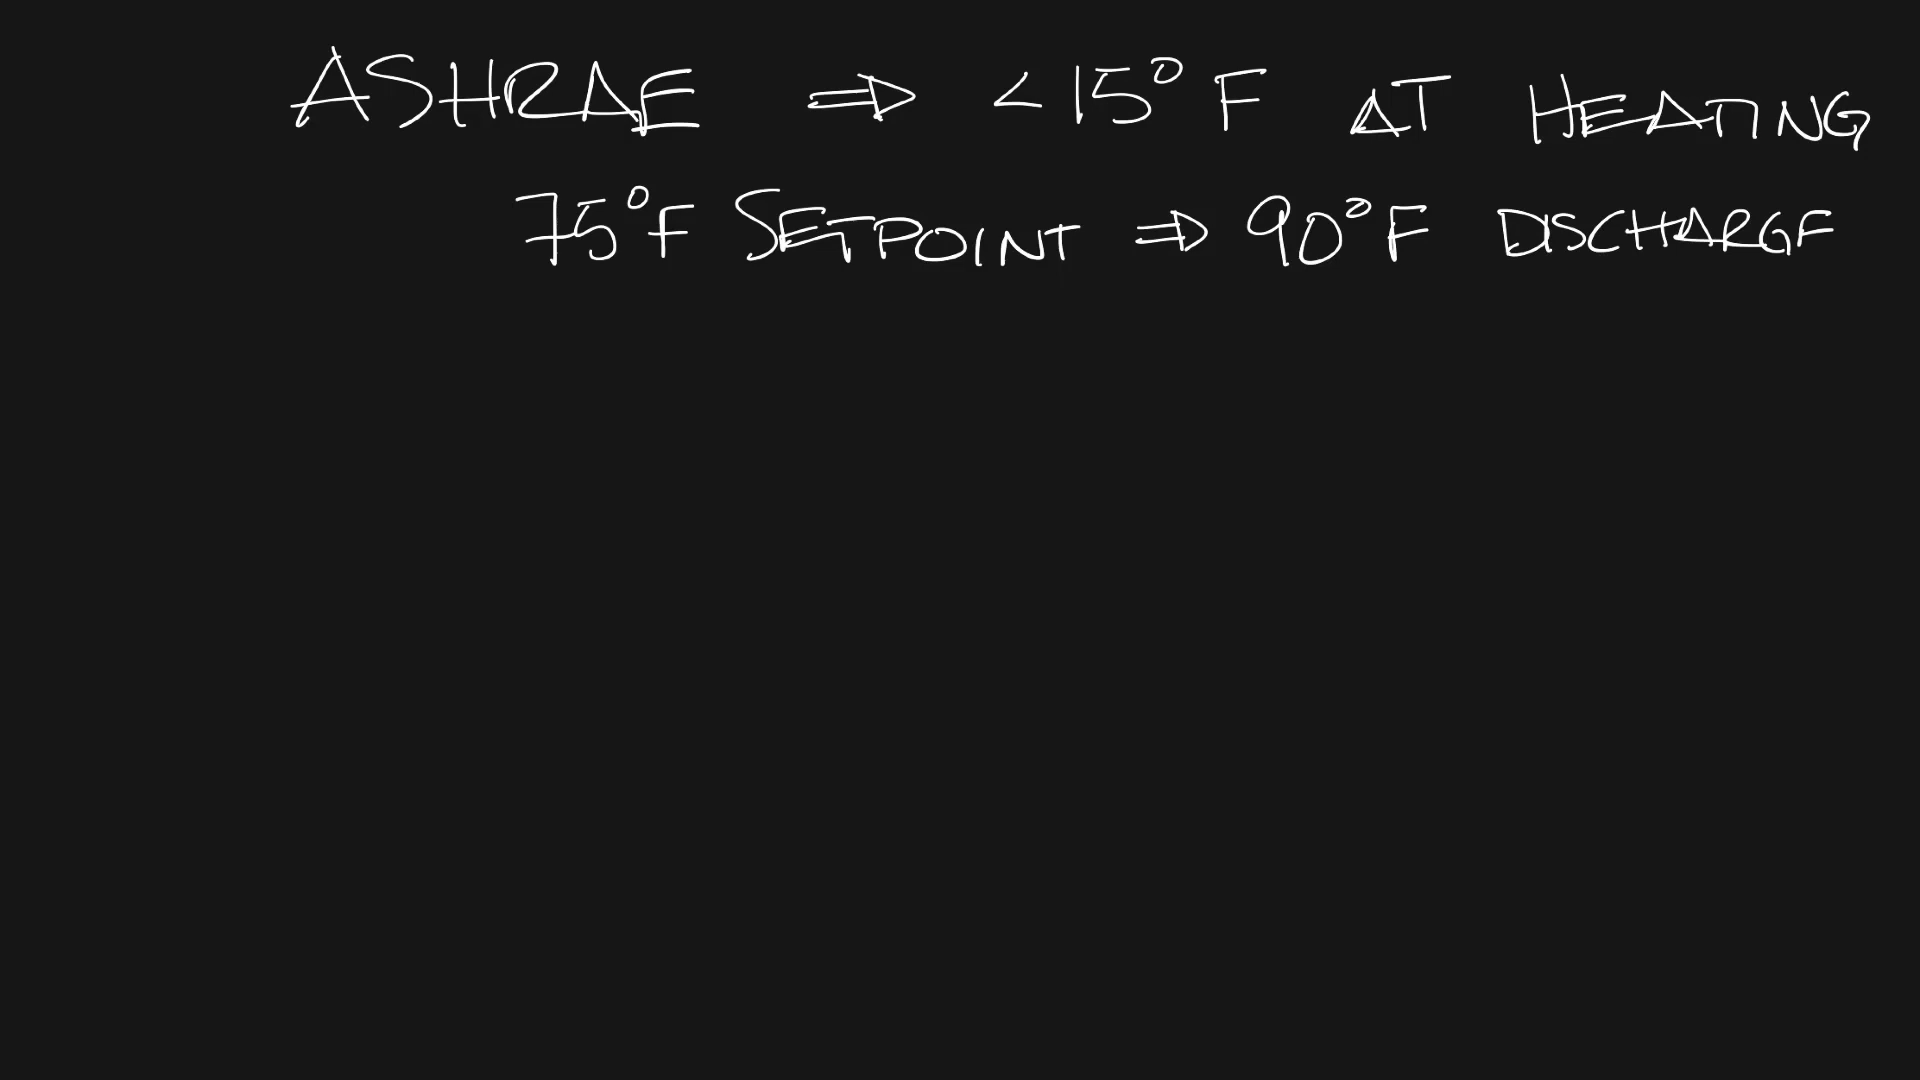 ASHRAE ⇒ <15°F ΔT HEATING
75°F SETPOINT ⇒ 90°F DISCHARGE